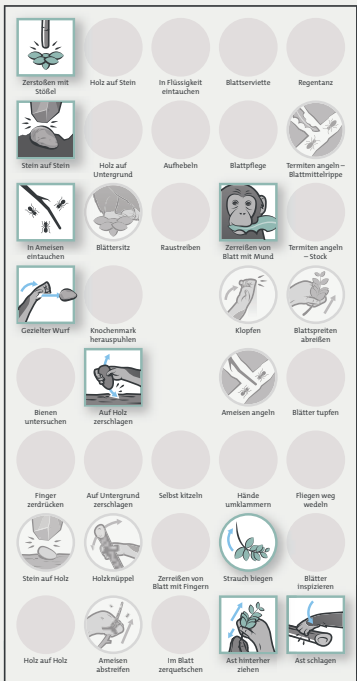 Zerstoßen mit
Stößel
Holz auf Stein
In Flüssigkeit
eintauchen
Blattserviette
Regentanz
Stein auf Stein
Holz auf
Untergrund
Aufhebeln
Blattpflege
Termiten angeln –
Blattmittelrippe
In Ameisen
eintauchen
Blättersitz
Raustreiben
Zerreißen von
Blatt mit Mund
Termiten angeln
– Stock
Gezielter Wurf
Knochenmark
herauspuhlen
Klopfen
Blattspreiten
abreißen
Bienen
untersuchen
Auf Holz
zerschlagen
Ameisen angeln
Blätter tupfen
Finger
zerdrücken
Auf Untergrund
zerschlagen
Selbst kitzeln
Hände
umklammern
Fliegen weg
wedeln
Stein auf Holz
Holzknüppel
Zerreißen von
Blatt mit Fingern
Strauch biegen
Blätter
inspizieren
Holz auf Holz
Ameisen
abstreifen
Im Blatt
zerquetschen
Ast hinterher
ziehen
Ast schlagen